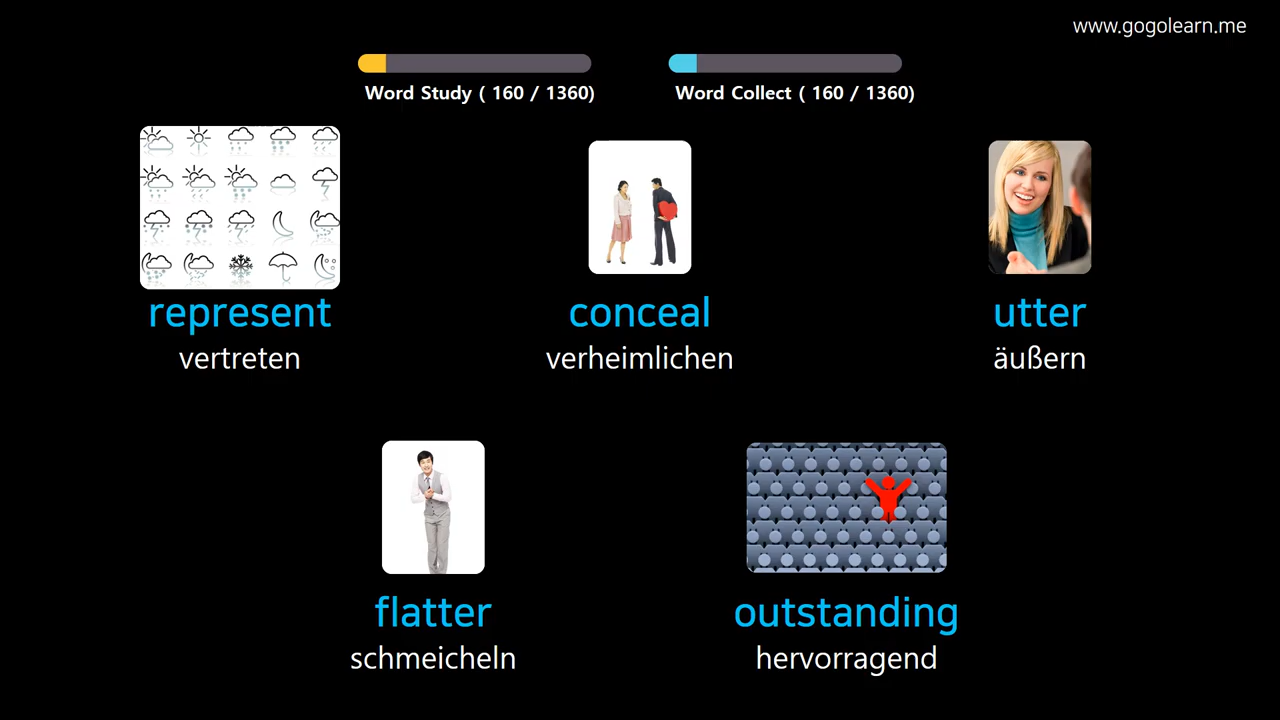 www.gogolearn.me
Word Study ( 160 / 1360)
Word Collect ( 160 / 1360)
represent
vertreten
conceal
verheimlichen
utter
äußern
flatter
schmeicheln
outstanding
hervorragend